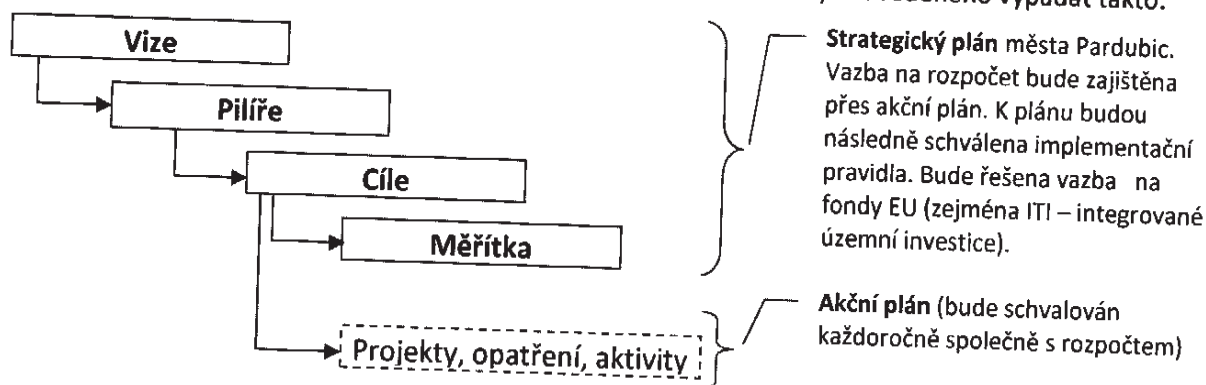 vypadat takto:
Vize
Pilíře
Cíle
Měřítka
Projekty, opatření, aktivity
Strategický plán města Pardubic.
Vazba na rozpočet bude zajištěna
přes akční plán. K plánu budou
následně schválena implementační
pravidla. Bude řešena vazba na
fondy EU (zejména ITI – integrované
územní investice).
Akční plán (bude schvalován
každoročně společně s rozpočtem)